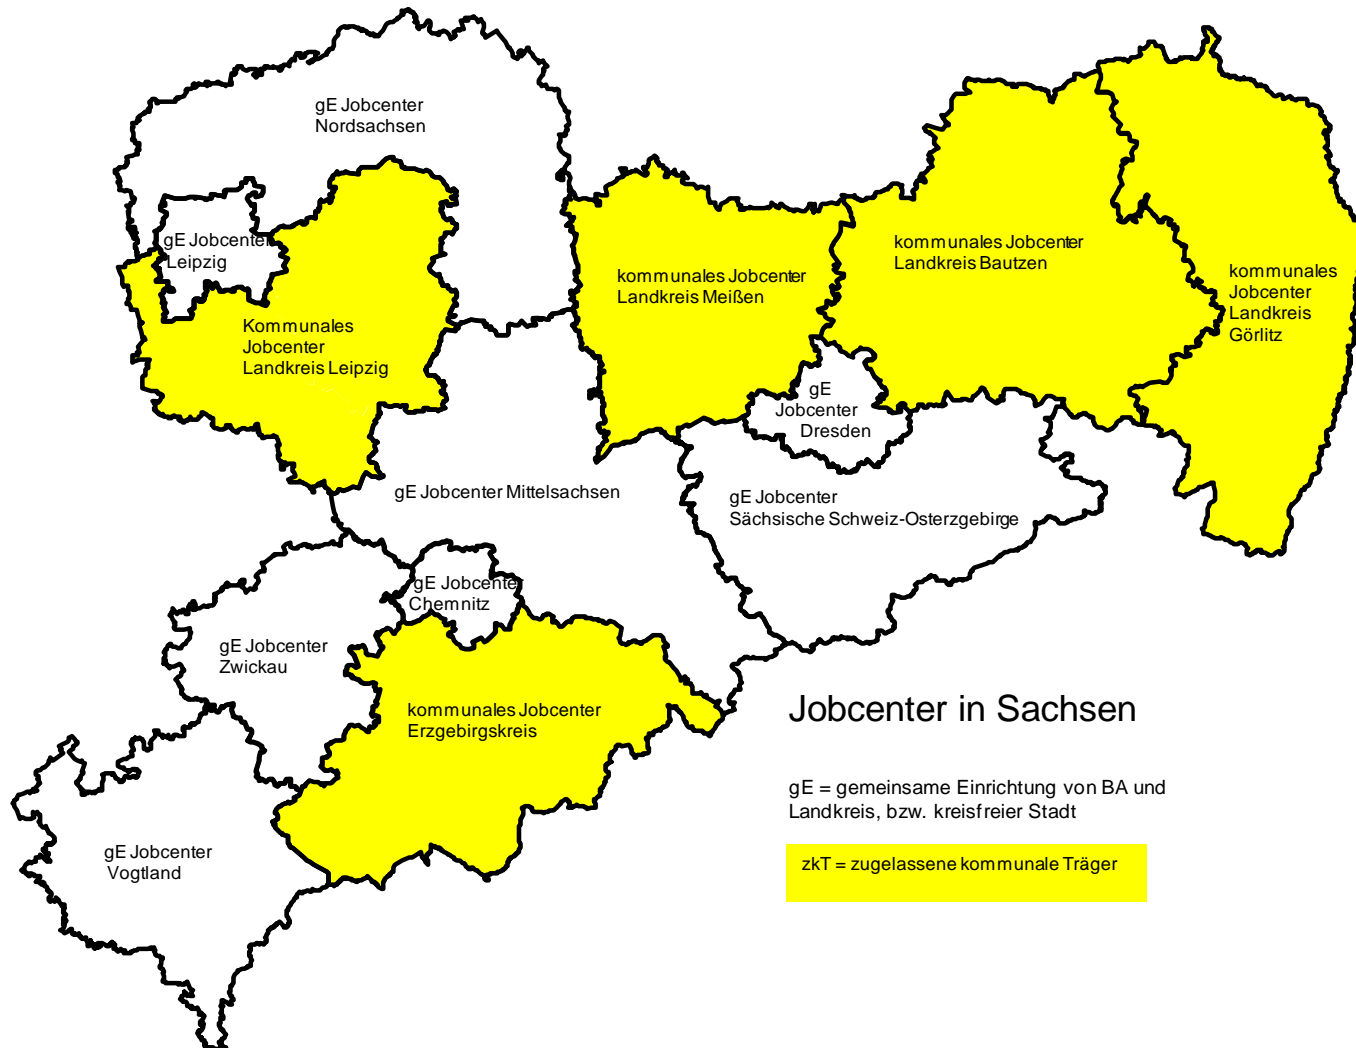 gE Jobcenter
Nordsachsen
gE Jobcenter
Leipzig
kommunales Jobcenter
Landkreis Bautzen
kommunales Jobcenter
Landkreis Meißen
kommunales
Jobcenter
Landkreis
Görlitz
Kommunales
Jobcenter
Landkreis Leipzig
gE
Jobcenter
Dresden
gE Jobcenter Mittelsachsen
gE Jobcenter
Sächsische Schweiz-Osterzgebirge
gE Jobcenter
Chemnitz
gE Jobcenter
Zwickau
kommunales Jobcenter
Erzgebirgskreis
gE Jobcenter
Vogtland
Jobcenter in Sachsen
gE = gemeinsame Einrichtung von BA und
Landkreis, bzw. kreisfreier Stadt
zkT = zugelassene kommunale Träger